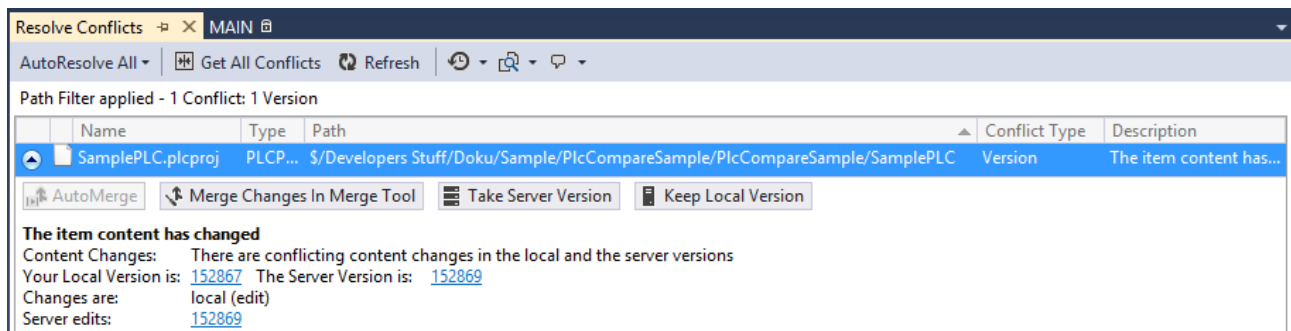 Resolve Conflicts MAIN
AutoResolve All Get All Conflicts Refresh
Path Filter applied - 1 Conflict: 1 Version
Name Type Path Conflict Type Description
SamplePLC.plcproj PLCP... $/Developers Stuff/Doku/Sample/PlcCompareSample/PlcCompareSample/SamplePLC Version The item content has...
AutoMerge Merge Changes In Merge Tool Take Server Version Keep Local Version
The item content has changed
Content Changes: There are conflicting content changes in the local and the server versions
Your Local Version is: 152867 The Server Version is: 152869
Changes are: local (edit)
Server edits: 152869